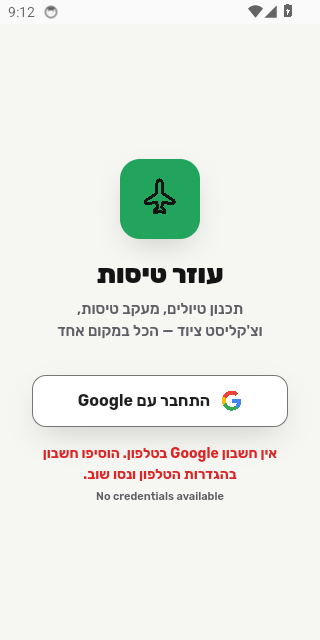 9:12
עוזר טיסות
תכנון טיולים, מעקב טיסות,
וצ'קליסט ציוד — הכל במקום אחד
התחבר עם Google
אין חשבון Google בטלפון. הוסיפו חשבון
בהגדרות הטלפון ונסו שוב.
No credentials available